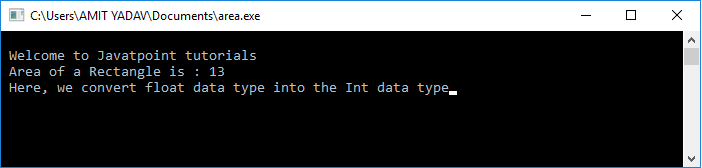 C:\Users\AMIT YADAV\Documents\area.exe
Welcome to Javatpoint tutorials
Area of a Rectangle is : 13
Here, we convert float data type into the Int data type